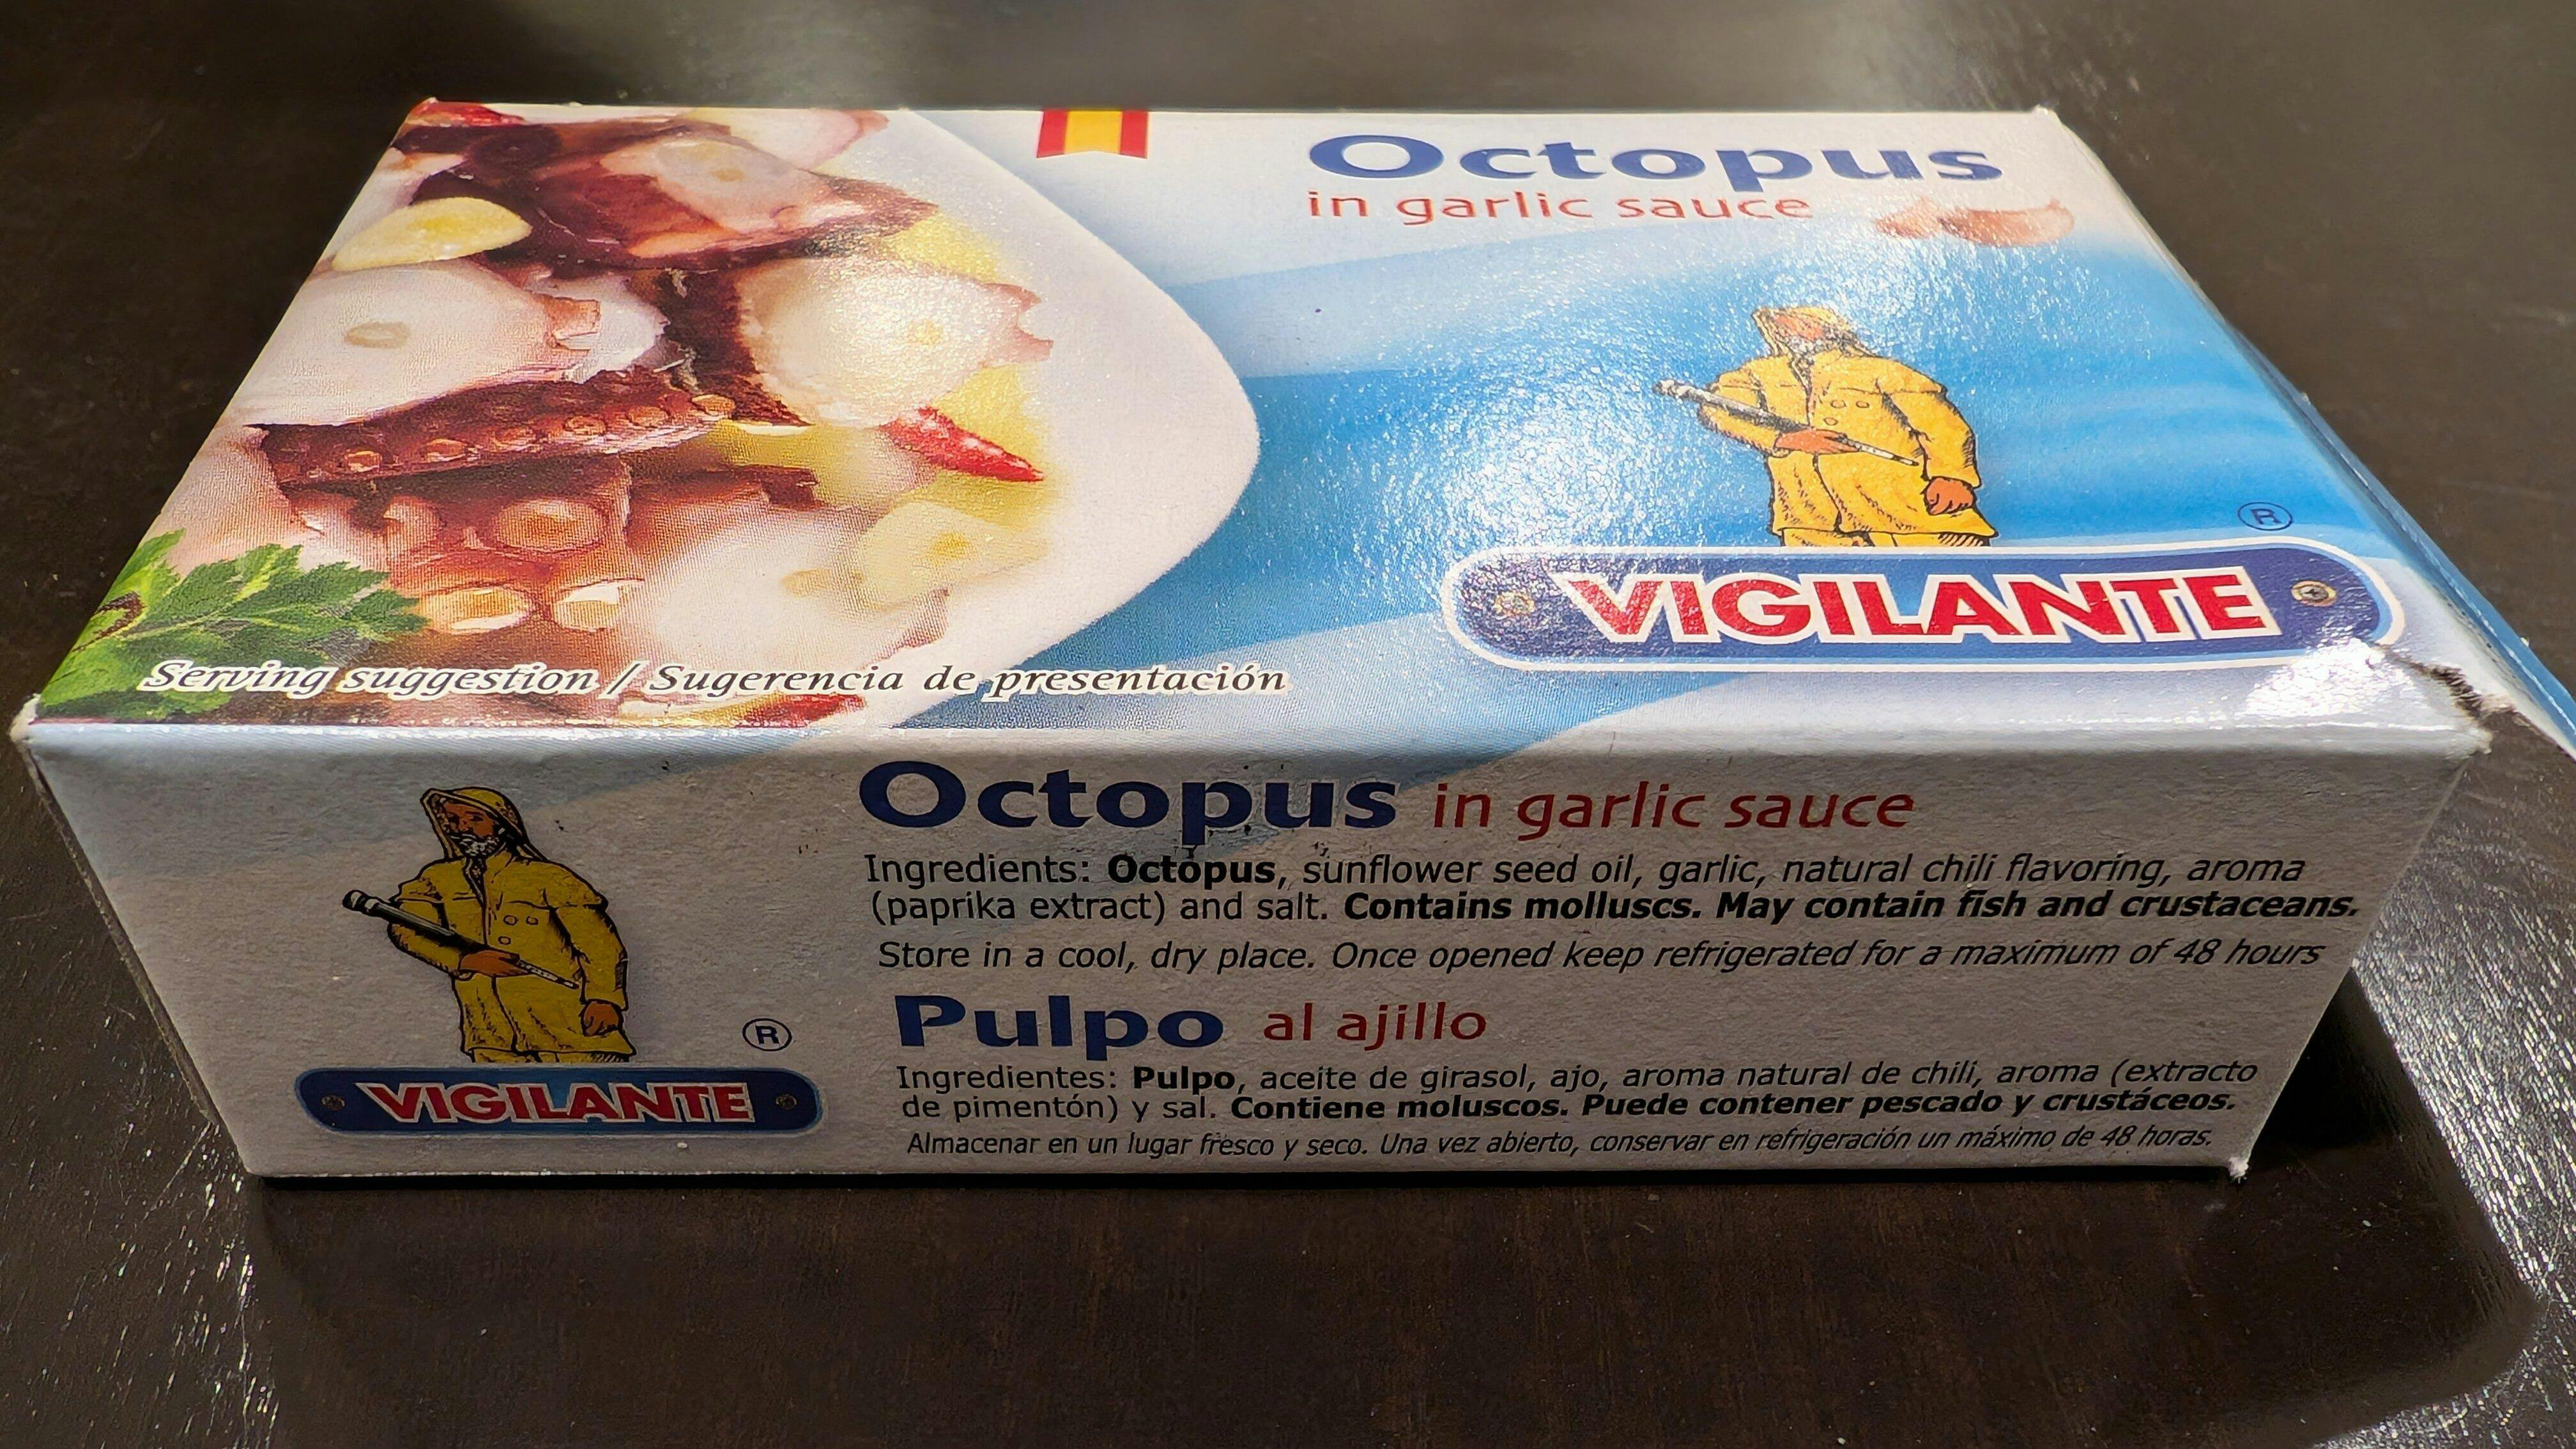 Octopus
in garlic sauce
®
VIGILANTE
Serving suggestion / Sugerencia de presentación
Octopus in garlic sauce
Ingredients: Octopus, sunflower seed oil, garlic, natural chili flavoring, aroma
(paprika extract) and salt. Contains molluscs. May contain fish and crustaceans.
Store in a cool, dry place. Once opened keep refrigerated for a maximum of 48 hours
Pulpo al ajillo
Ingredientes: Pulpo, aceite de girasol, ajo, aroma natural de chili, aroma (extracto
de pimentón) y sal. Contiene moluscos. Puede contener pescado y crustáceos.
Almacenar en un lugar fresco y seco. Una vez abierto, conservar en refrigeración un máximo de 48 horas.
®
VIGILANTE